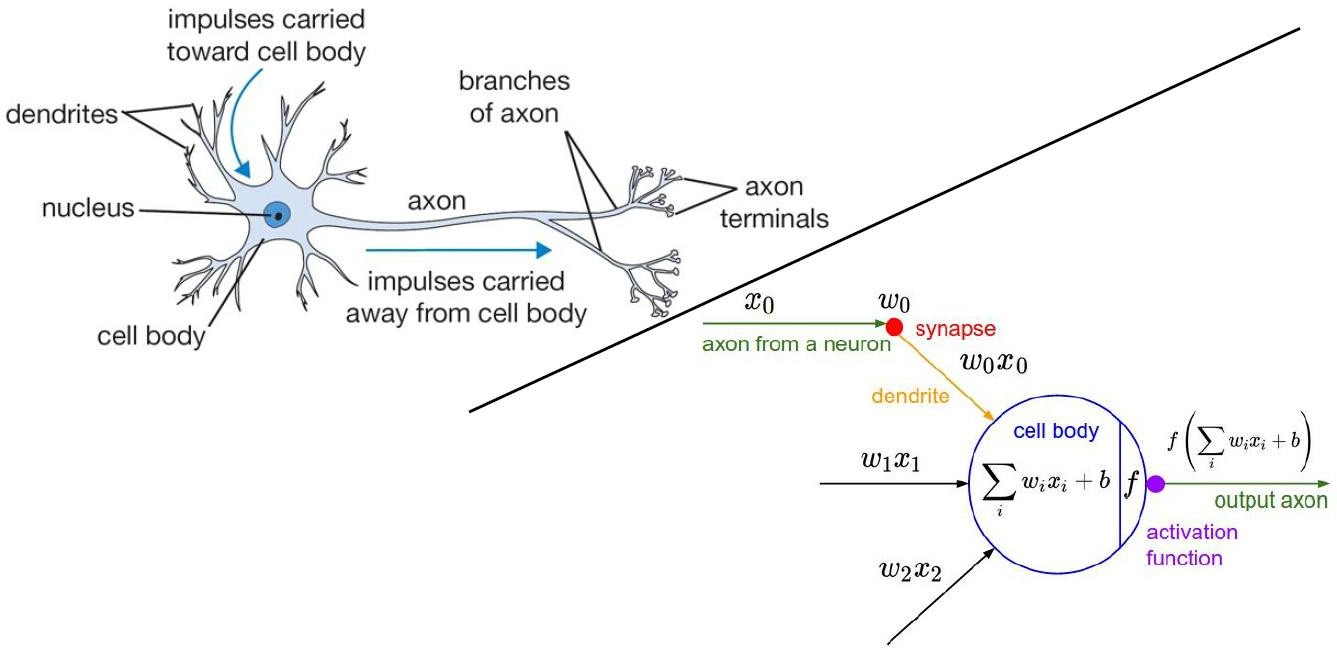 impulses carried
toward cell body
branches
of axon
dendrites
nucleus
axon
axon
terminals
impulses carried
away from cell body
cell body
x₀
w₀
synapse
axon from a neuron
w₀x₀
dendrite
cell body
w₁x₁
∑ᵢ wᵢxᵢ + b
f
f(∑ᵢ wᵢxᵢ + b)
output axon
activation
function
w₂x₂